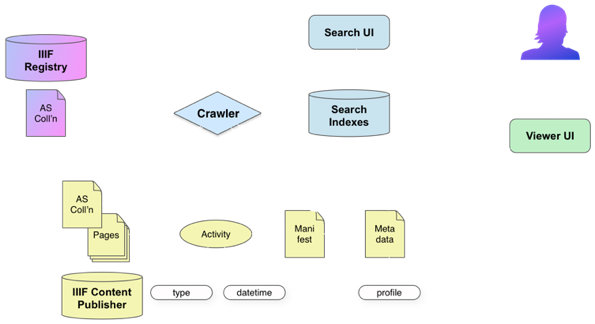 Search UI
IIIF
Registry
AS
Coll'n
Crawler
Search
Indexes
Viewer UI
AS
Coll'n
Pages
Activity
Mani
fest
Meta
data
IIIF Content
Publisher
type
datetime
profile